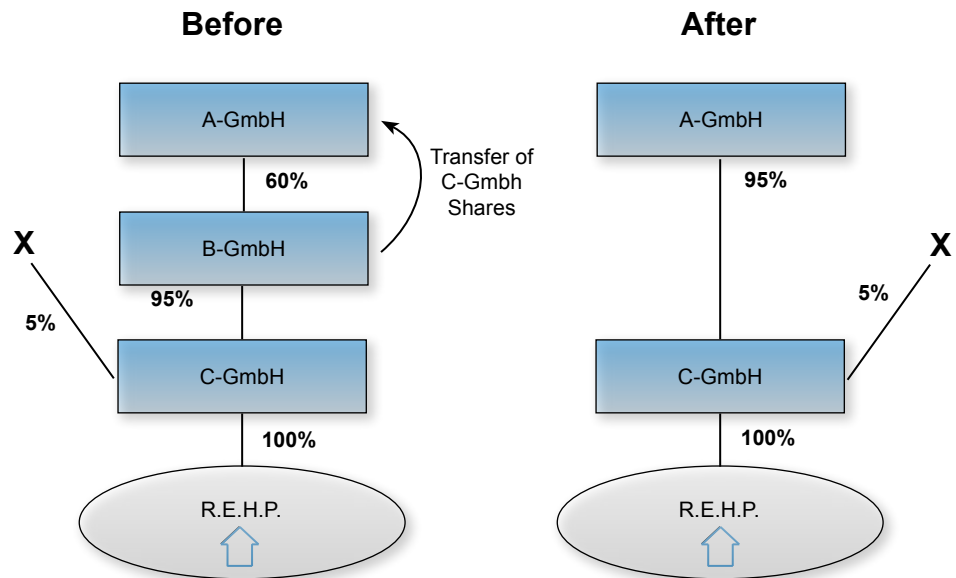 Before
A-GmbH
60%
Transfer of
C-Gmbh
Shares
B-GmbH
X
95%
5%
C-GmbH
100%
R.E.H.P.
After
A-GmbH
95%
X
5%
C-GmbH
100%
R.E.H.P.